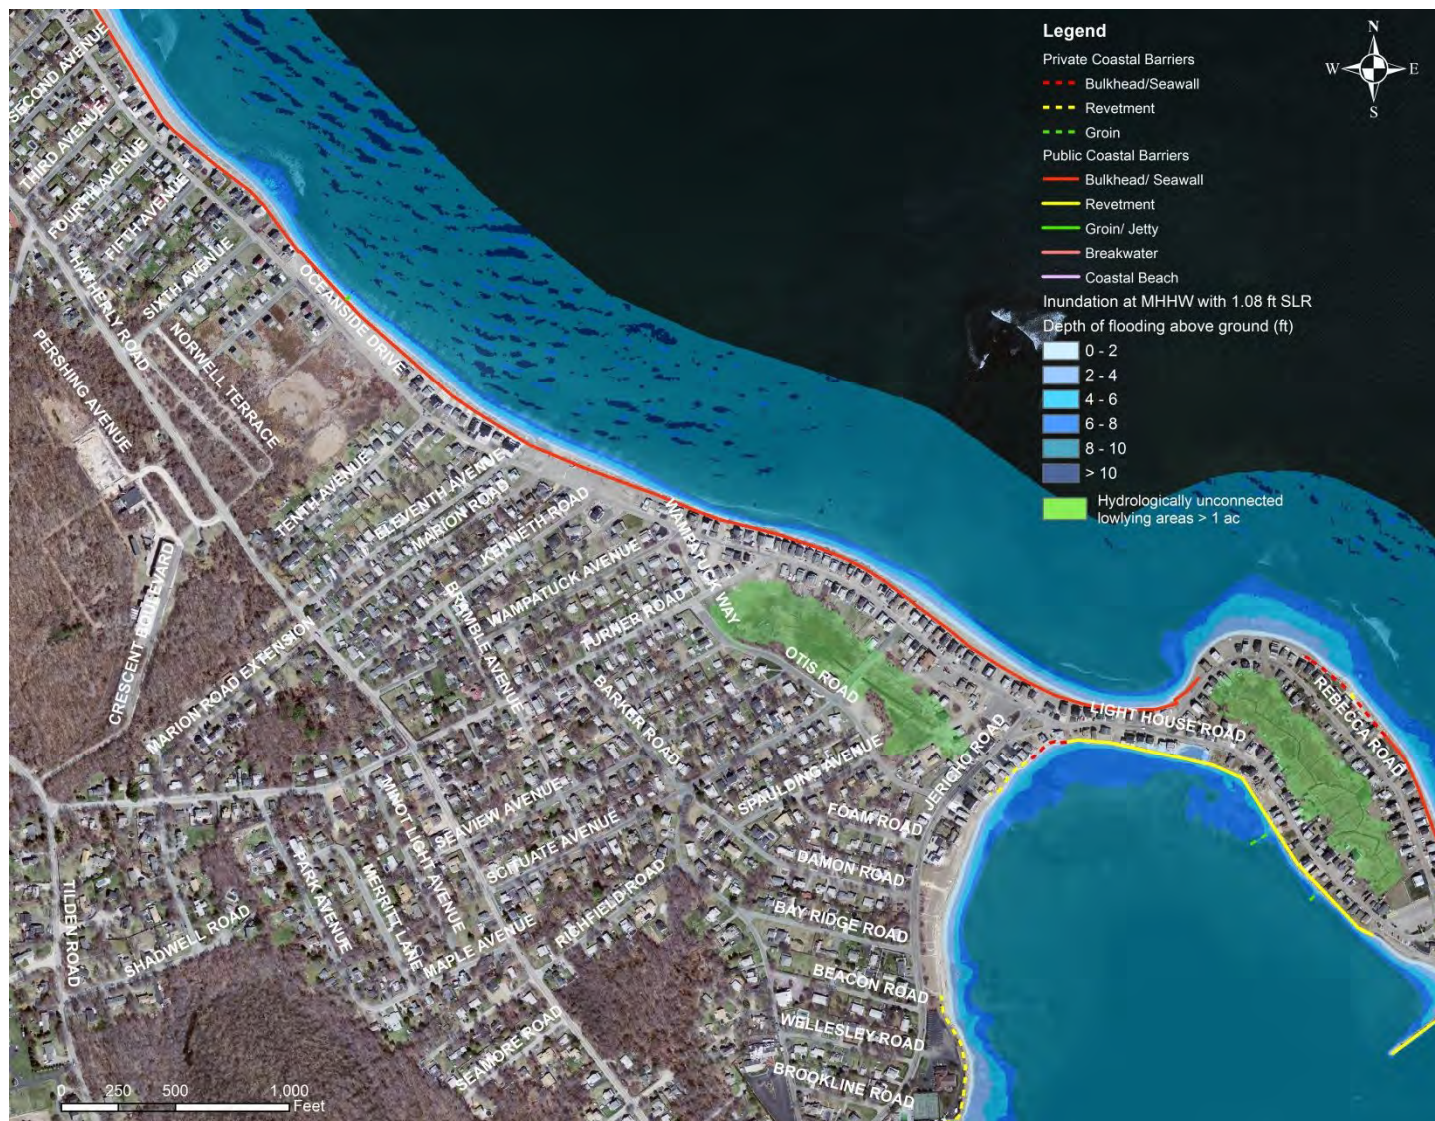 Legend
Private Coastal Barriers
Bulkhead/Seawall
Revetment
Groin
Public Coastal Barriers
Bulkhead/ Seawall
Revetment
Groin/ Jetty
Breakwater
Coastal Beach
Inundation at MHHW with 1.08 ft SLR
Depth of flooding above ground (ft)
0 - 2
2 - 4
4 - 6
6 - 8
8 - 10
> 10
Hydrologically unconnected
lowlying areas > 1 ac
N
W
E
S
SECOND AVENUE
THIRD AVENUE
FOURTH AVENUE
FIFTH AVENUE
SIXTH AVENUE
HATHERLY ROAD
OCEANSIDE DRIVE
NORWELL TERRACE
PERSHING AVENUE
TENTH AVENUE
ELEVENTH AVENUE
MARION ROAD
KENNETH ROAD
WAMPATUCK WAY
WAMPATUCK AVENUE
CRESCENT BOULEVARD
BRAMBLE AVENUE
TURNER ROAD
MARION ROAD EXTENSION
OTIS ROAD
BARKER ROAD
LIGHT HOUSE ROAD
REBECCA ROAD
JERICHO ROAD
SPAULDING AVENUE
MINOT LIGHT AVENUE
SEAVIEW AVENUE
SCITUATE AVENUE
FOAM ROAD
DAMON ROAD
PARK AVENUE
MERRITT LANE
RICHFIELD ROAD
BAY RIDGE ROAD
TILDEN ROAD
SHADWELL ROAD
MAPLE AVENUE
BEACON ROAD
WELLESLEY ROAD
SEAMORE ROAD
BROOKLINE ROAD
0 250 500 1,000
Feet